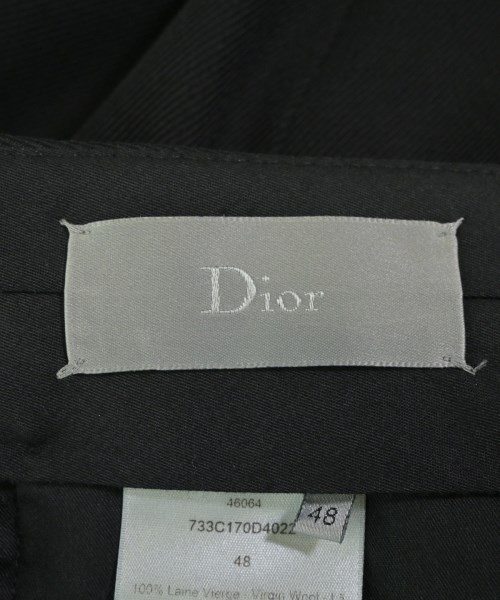 Dior
46064
733C170D4022
48
48
100% Laine Vierge - Virgin Wool -